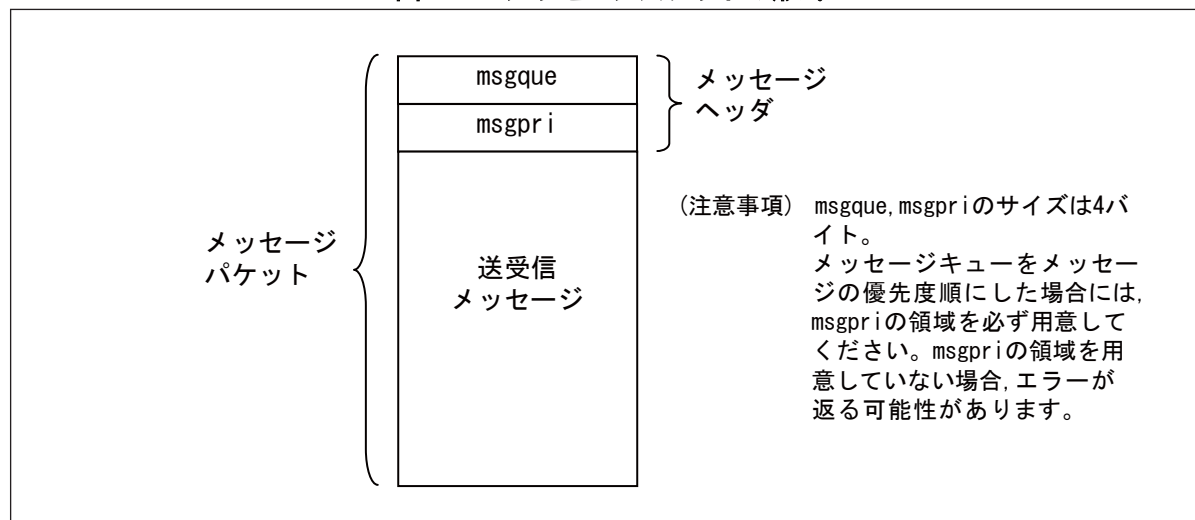 msgque
msgpri
メッセージ
ヘッダ
メッセージ
パケット
送受信
メッセージ
(注意事項) msgque,msgpriのサイズは4バ
イト。
メッセージキューをメッセー
ジの優先度順にした場合には,
msgpriの領域を必ず用意して
ください。msgpriの領域を用
意していない場合,エラーが
返る可能性があります。